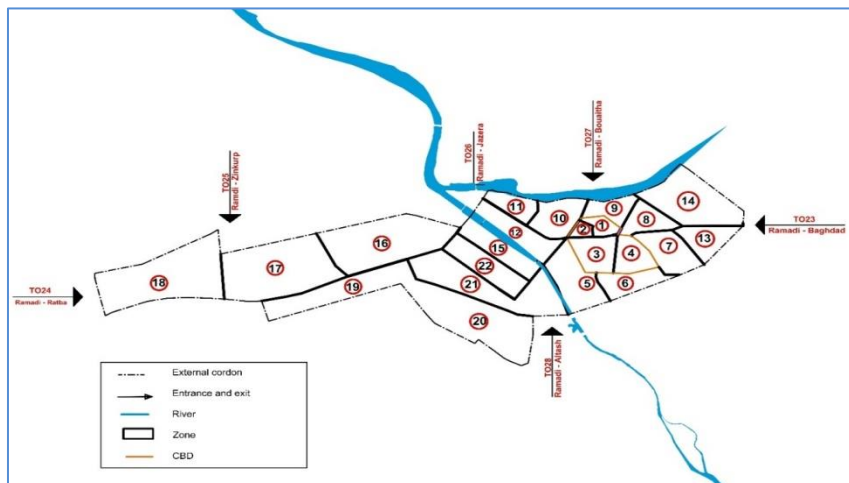 TO27
Ramadi - Bouaitha
TO26
Ramadi - Jazera
TO25
Ramdi - Zinkurp
14
9
11
10
1
2
8
TO23
Ramadi - Baghdad
12
16
15
3
4
7
13
17
22
18
19
21
5
6
TO24
Ramadi - Ratba
20
TO28
Ramadi - Altash
External cordon
Entrance and exit
River
Zone
CBD